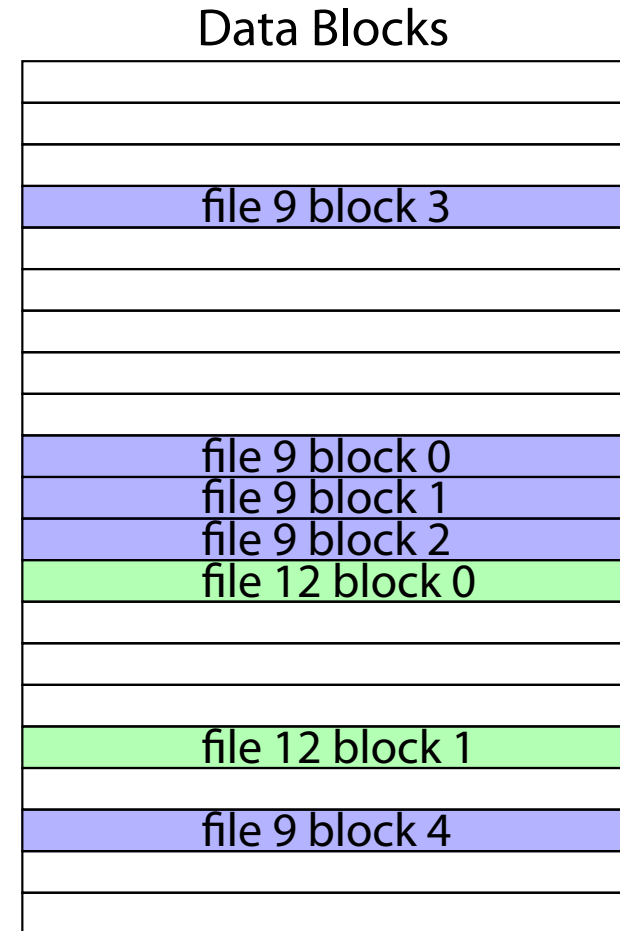 Data Blocks
file 9 block 3
file 9 block 0
file 9 block 1
file 9 block 2
file 12 block 0
file 12 block 1
file 9 block 4